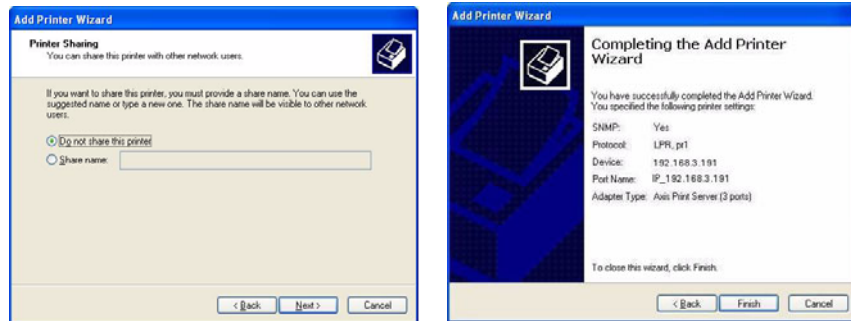 Add Printer Wizard
Printer Sharing
You can share this printer with other network users.
If you want to share this printer, you must provide a share name. You can use the
suggested name or type a new one. The share name will be visible to other network
users.
Do not share this printer
Share name:
< Back
Next >
Cancel
Add Printer Wizard
Completing the Add Printer
Wizard
You have successfully completed the Add Printer Wizard.
You specified the following printer settings:
SNMP: Yes
Protocol: LPR, pr1
Device: 192.168.3.191
Port Name: IP_192.168.3.191
Adapter Type: Axis Print Server (3 ports)
To close this wizard, click Finish.
< Back
Finish
Cancel